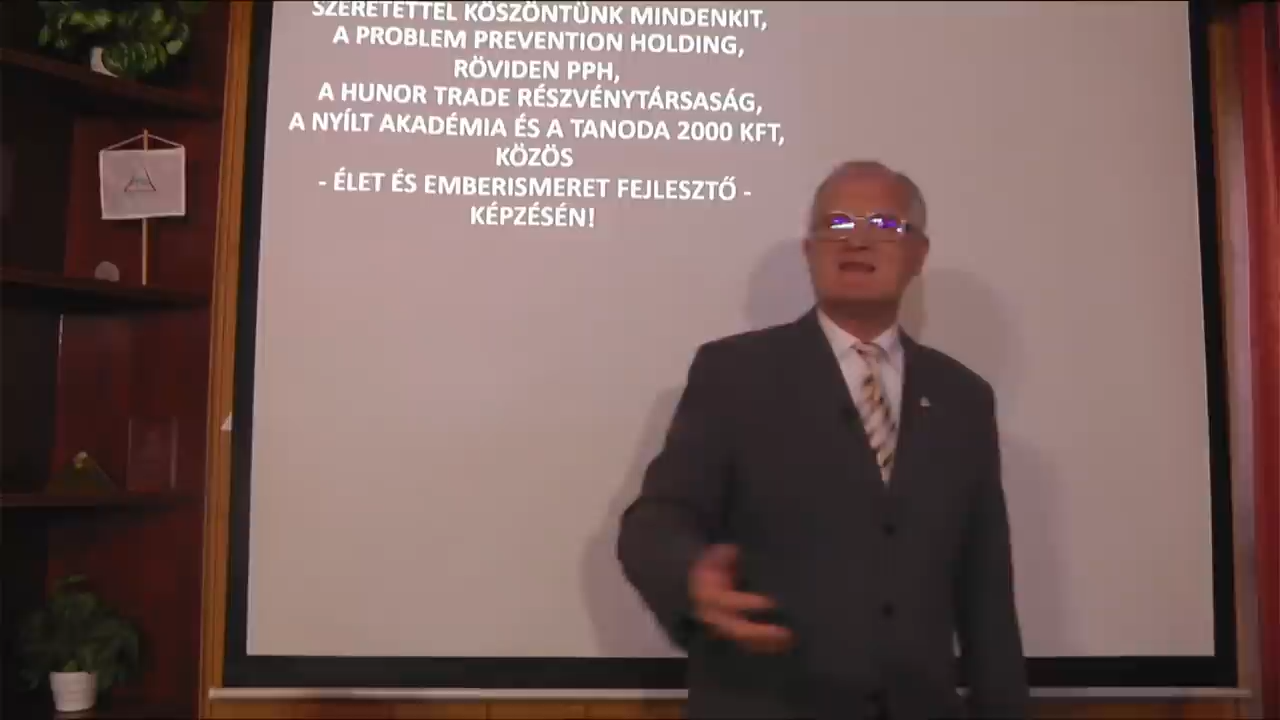 SZERETETTEL KÖSZÖNTÜNK MINDENKIT,
A PROBLEM PREVENTION HOLDING,
RÖVIDEN PPH,
A HUNOR TRADE RÉSZVÉNYTÁRSASÁG,
A NYÍLT AKADÉMIA ÉS A TANODA 2000 KFT,
KÖZÖS
- ÉLET ÉS EMBERISMERET FEJLESZTŐ -
KÉPZÉSÉN!